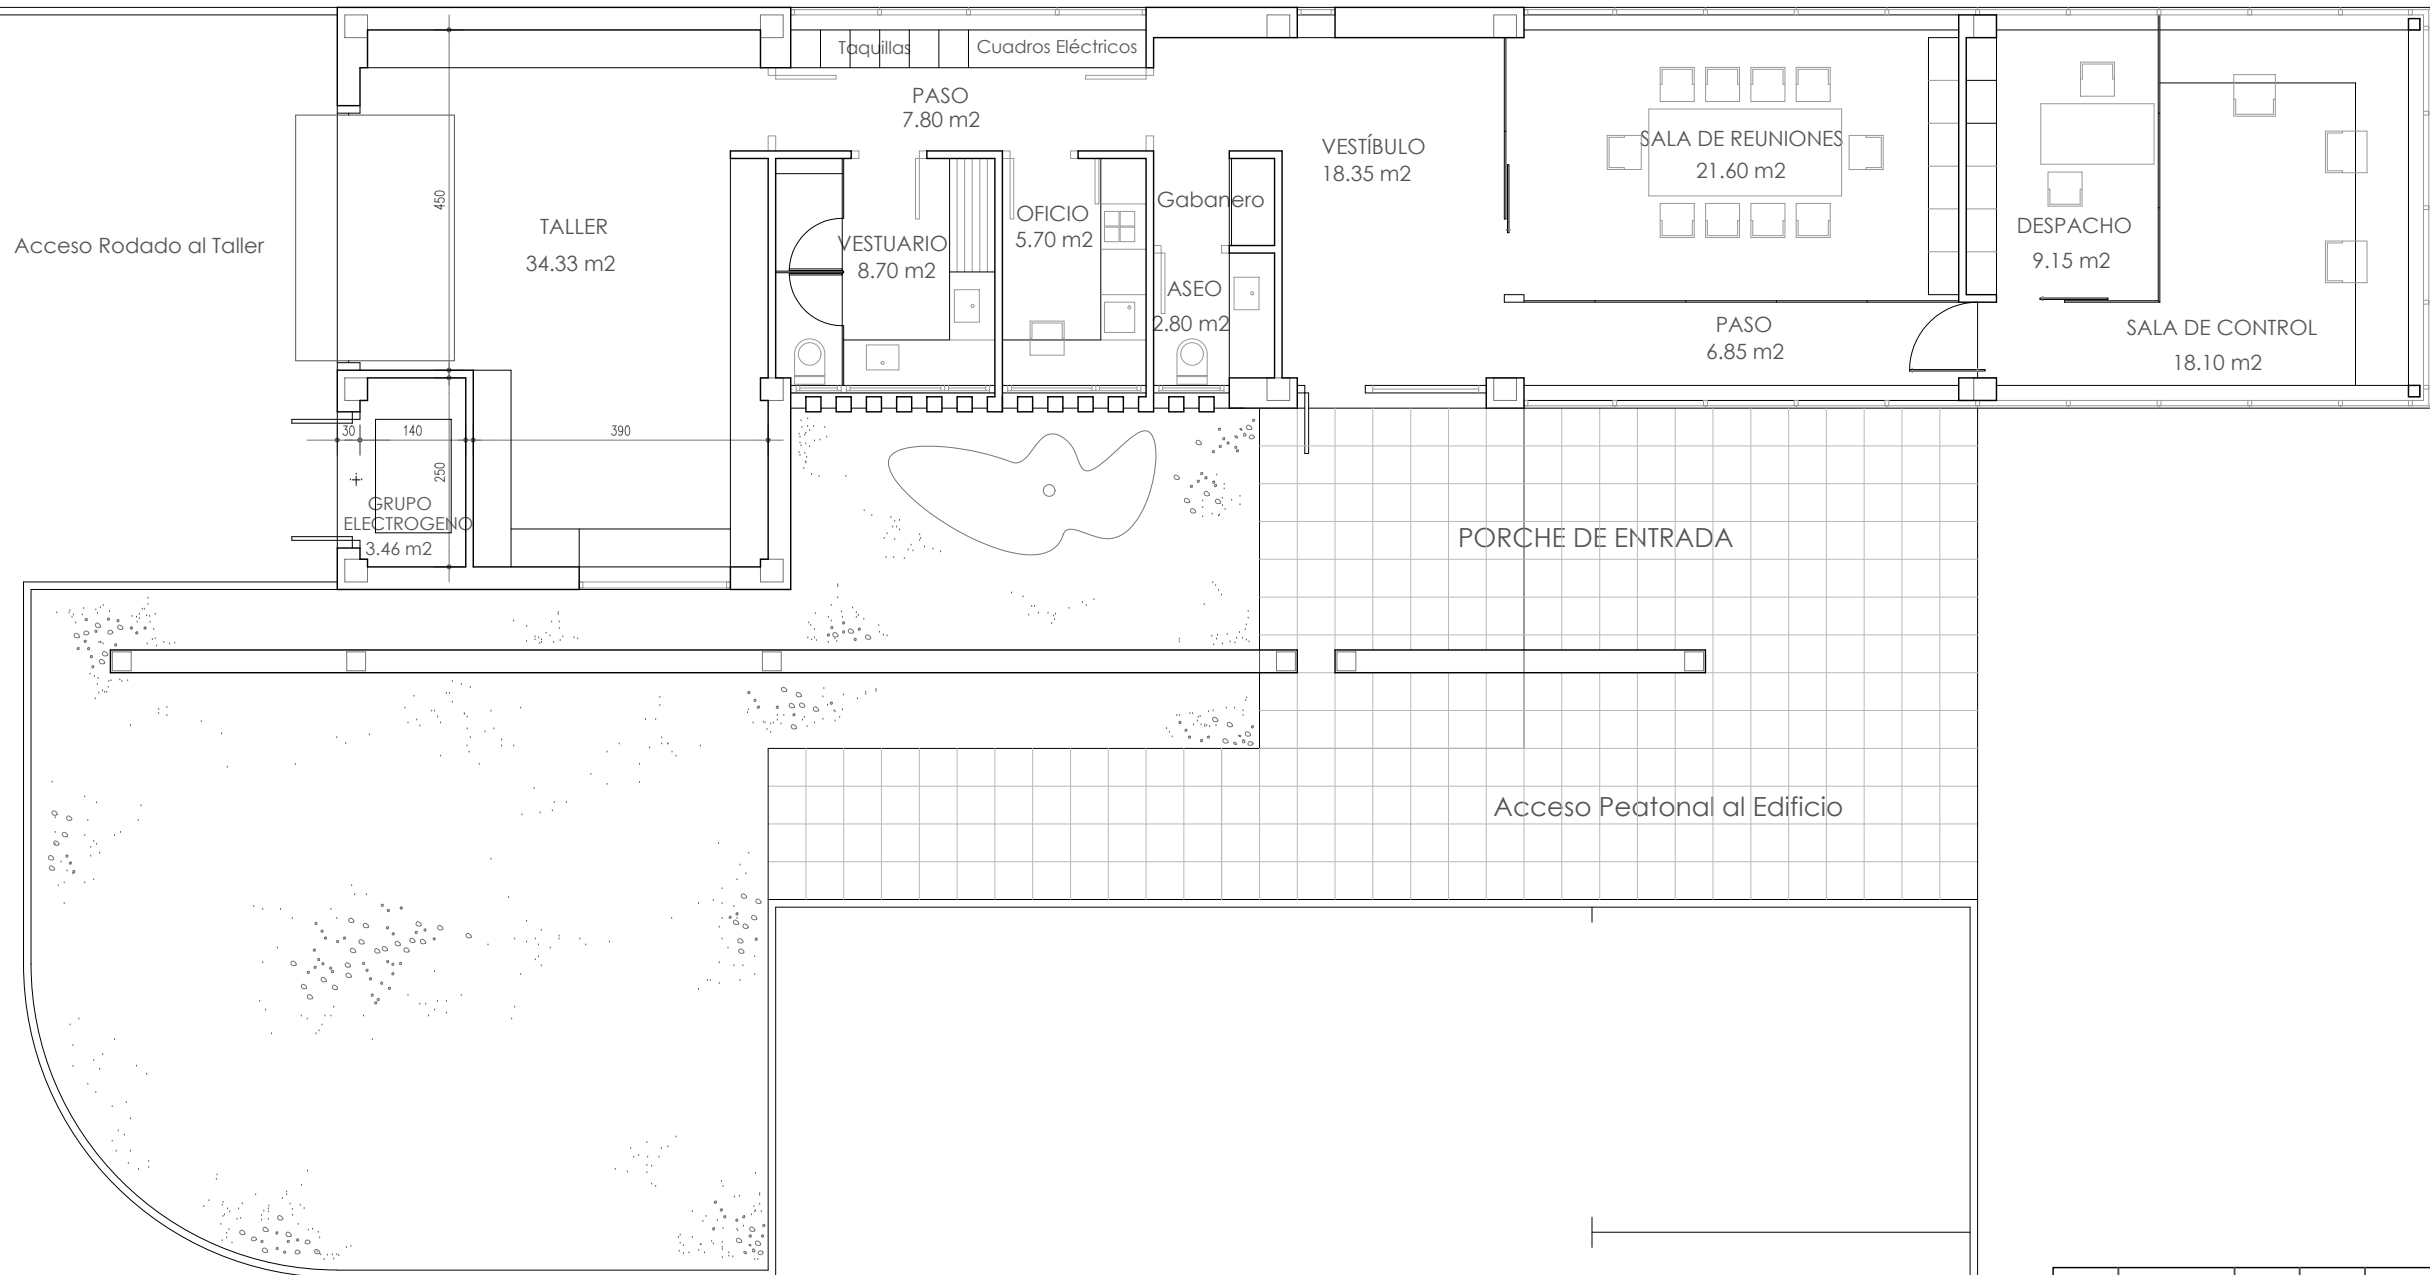 Taquillas
Cuadros Eléctricos
PASO
7.80 m2
VESTÍBULO
18.35 m2
SALA DE REUNIONES
21.60 m2
Acceso Rodado al Taller
450
TALLER
34.33 m2
VESTUARIO
8.70 m2
OFICIO
5.70 m2
Gabanero
ASEO
2.80 m2
DESPACHO
9.15 m2
PASO
6.85 m2
SALA DE CONTROL
18.10 m2
30
140
390
250
GRUPO
ELECTROGENO
3.46 m2
PORCHE DE ENTRADA
Acceso Peatonal al Edificio